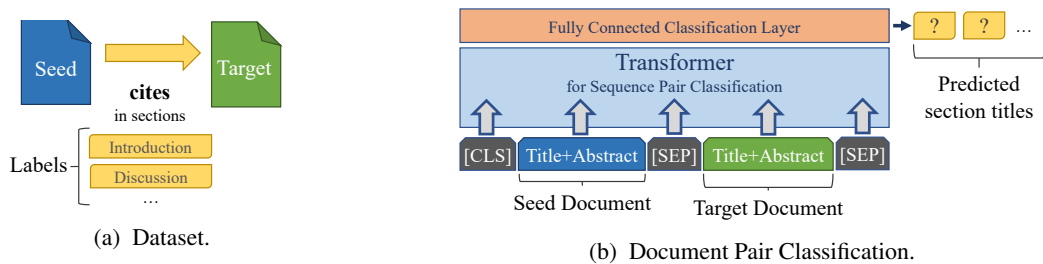 Seed
Target
cites
in sections
Labels
Introduction
Discussion
...
(a) Dataset.
Fully Connected Classification Layer
? ? ...
Transformer
for Sequence Pair Classification
Predicted
section titles
[CLS] Title+Abstract [SEP] Title+Abstract [SEP]
Seed Document
Target Document
(b) Document Pair Classification.